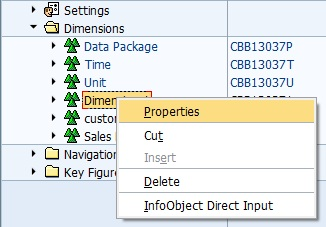 Settings
Dimensions
Data Package CBB13037P
Time CBB13037T
Unit CBB13037U
Properties
Cut
Insert
Delete
InfoObject Direct Input
Sales
Navigation
Key Figure